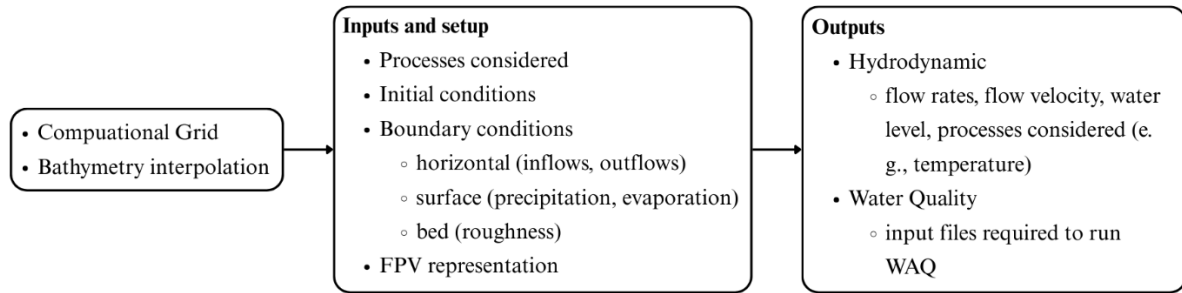 • Compuational Grid
• Bathymetry interpolation
Inputs and setup
• Processes considered
• Initial conditions
• Boundary conditions
◦ horizontal (inflows, outflows)
◦ surface (precipitation, evaporation)
◦ bed (roughness)
• FPV representation
Outputs
• Hydrodynamic
◦ flow rates, flow velocity, water
level, processes considered (e.
g., temperature)
• Water Quality
◦ input files required to run
WAQ